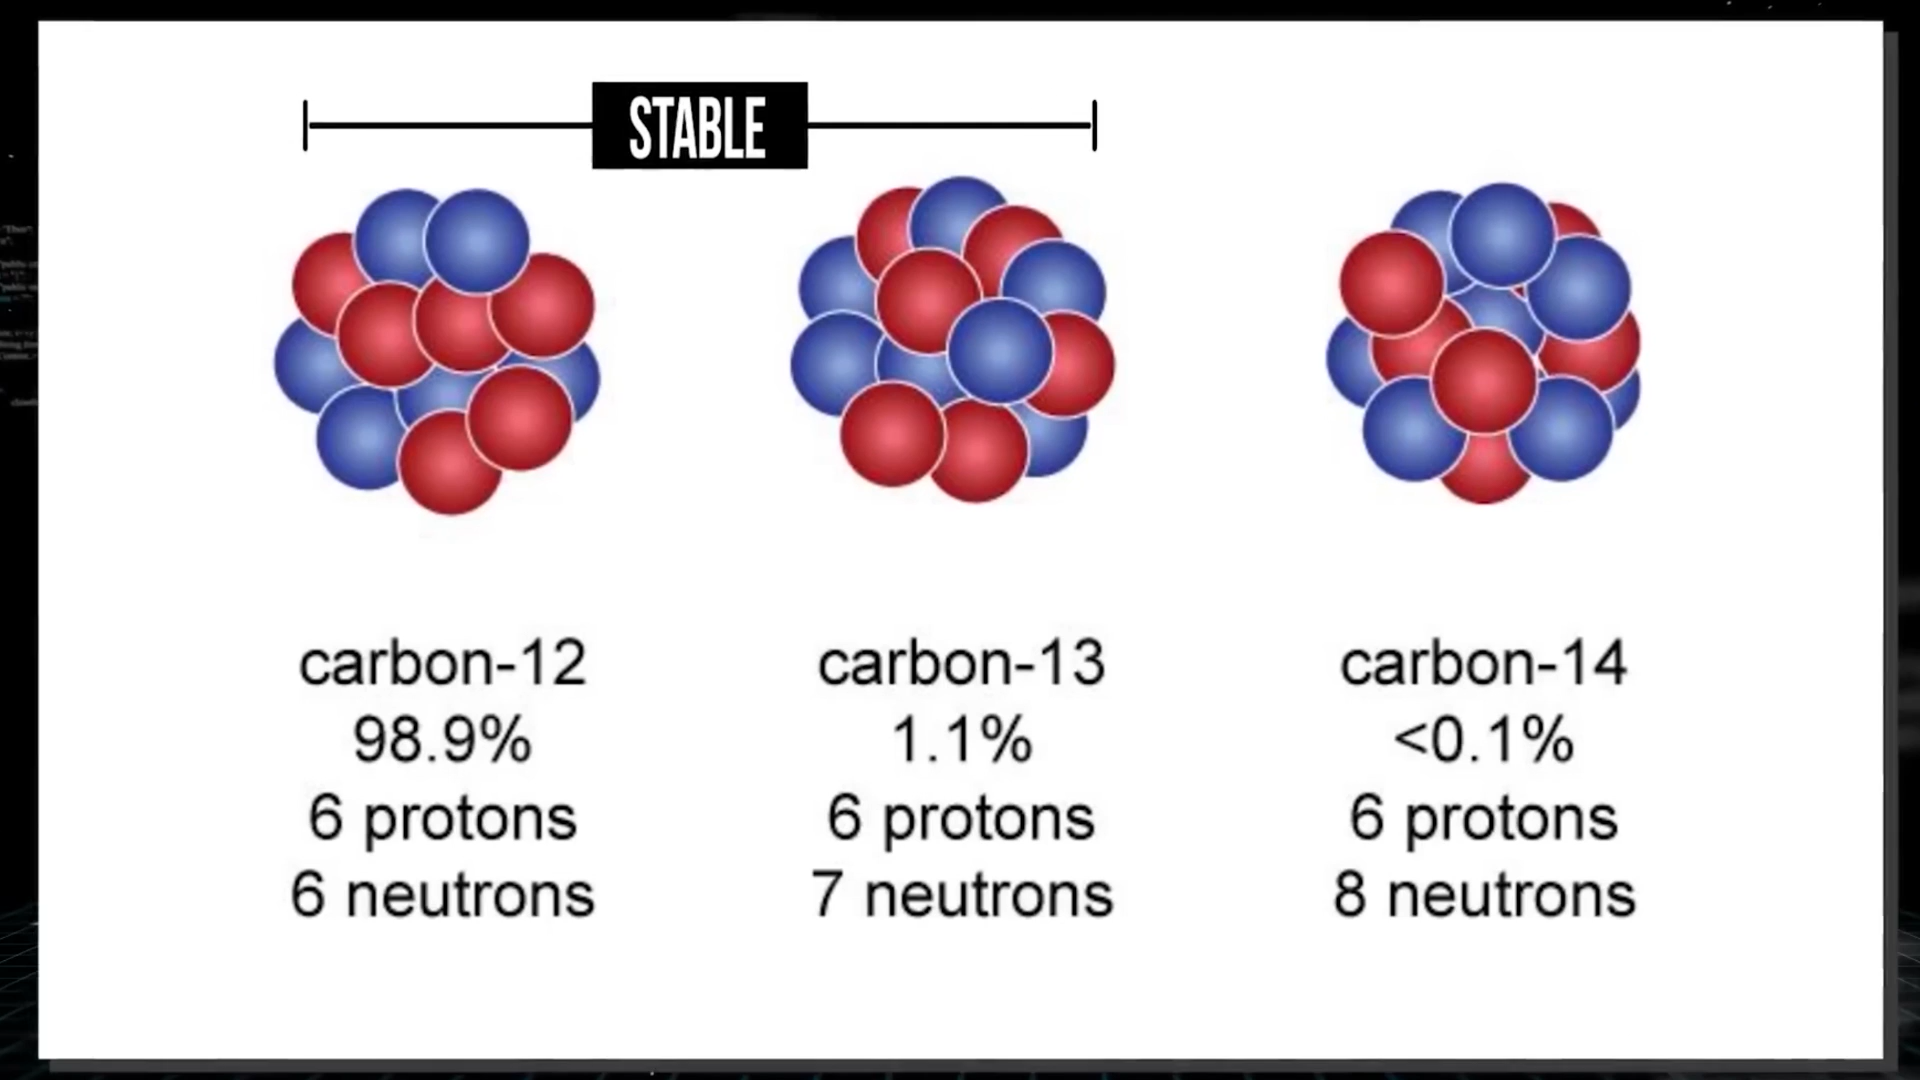 STABLE
carbon-12
98.9%
6 protons
6 neutrons
carbon-13
1.1%
6 protons
7 neutrons
carbon-14
<0.1%
6 protons
8 neutrons